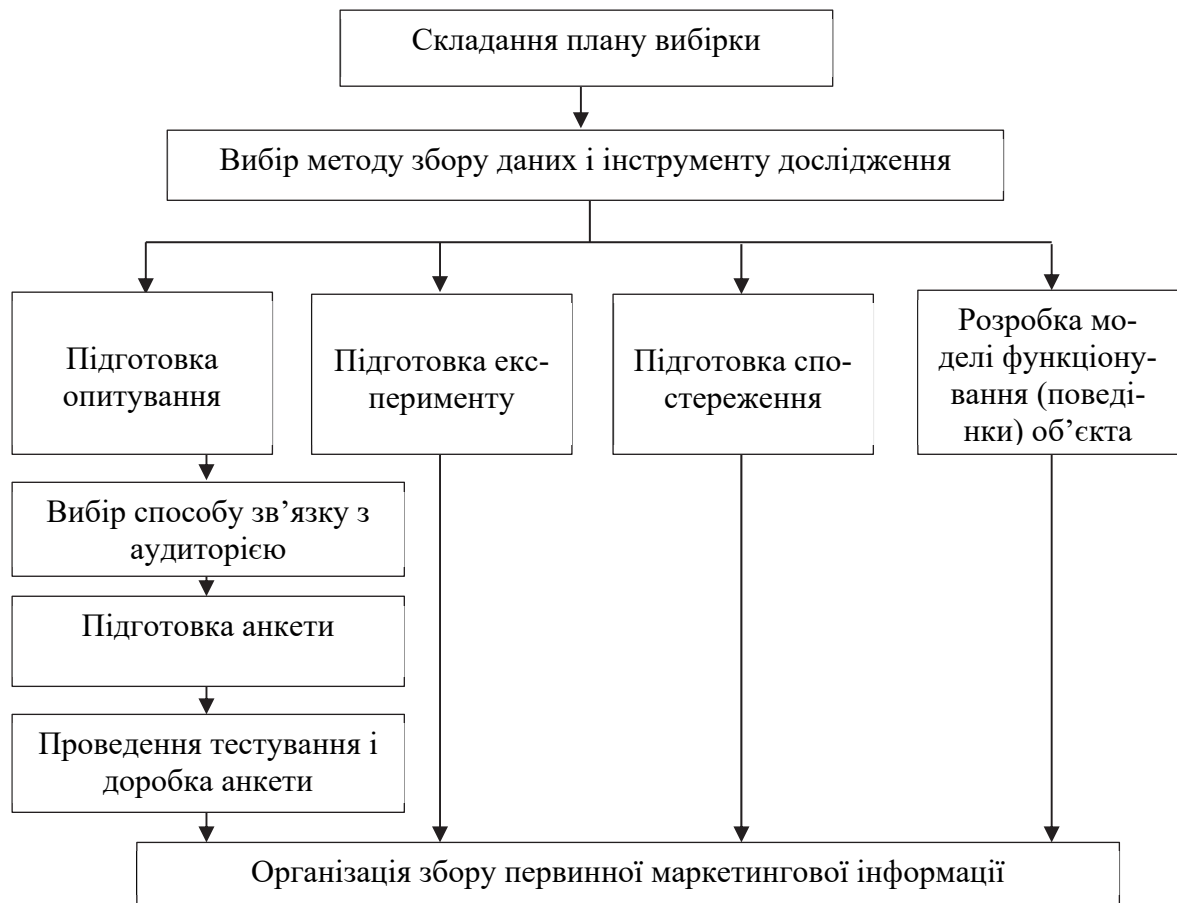 Складання плану вибірки
Вибір методу збору даних і інструменту дослідження
Підготовка
опитування
Підготовка екс-
перименту
Підготовка спо-
стереження
Розробка мо-
делі функціону-
вання (поведі-
нки) об’єкта
Вибір способу зв’язку з
аудиторією
Підготовка анкети
Проведення тестування і
доробка анкети
Організація збору первинної маркетингової інформації